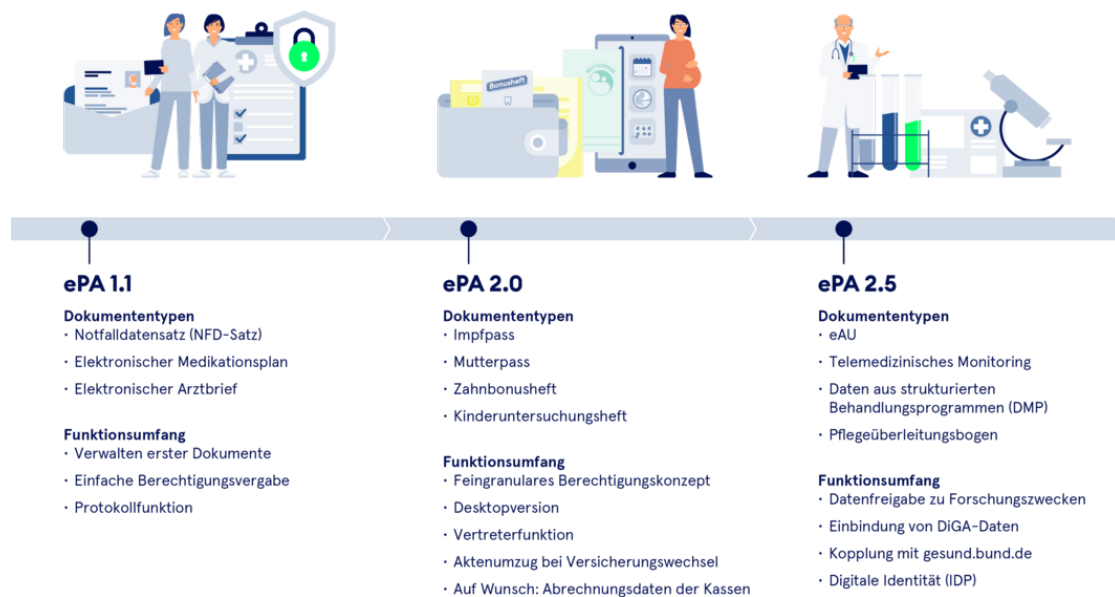 Bonusheft
MUTTERPASS
ePA 1.1
Dokumententypen
· Notfalldatensatz (NFD-Satz)
· Elektronischer Medikationsplan
· Elektronischer Arztbrief
Funktionsumfang
· Verwalten erster Dokumente
· Einfache Berechtigungsvergabe
· Protokollfunktion
ePA 2.0
Dokumententypen
· Impfpass
· Mutterpass
· Zahnbonusheft
· Kinderuntersuchungsheft
Funktionsumfang
· Feingranulares Berechtigungskonzept
· Desktopversion
· Vertreterfunktion
· Aktenumzug bei Versicherungswechsel
· Auf Wunsch: Abrechnungsdaten der Kassen
ePA 2.5
Dokumententypen
· eAU
· Telemedizinisches Monitoring
· Daten aus strukturierten
Behandlungsprogrammen (DMP)
· Pflegeüberleitungsbogen
Funktionsumfang
· Datenfreigabe zu Forschungszwecken
· Einbindung von DiGA-Daten
· Kopplung mit gesund.bund.de
· Digitale Identität (IDP)